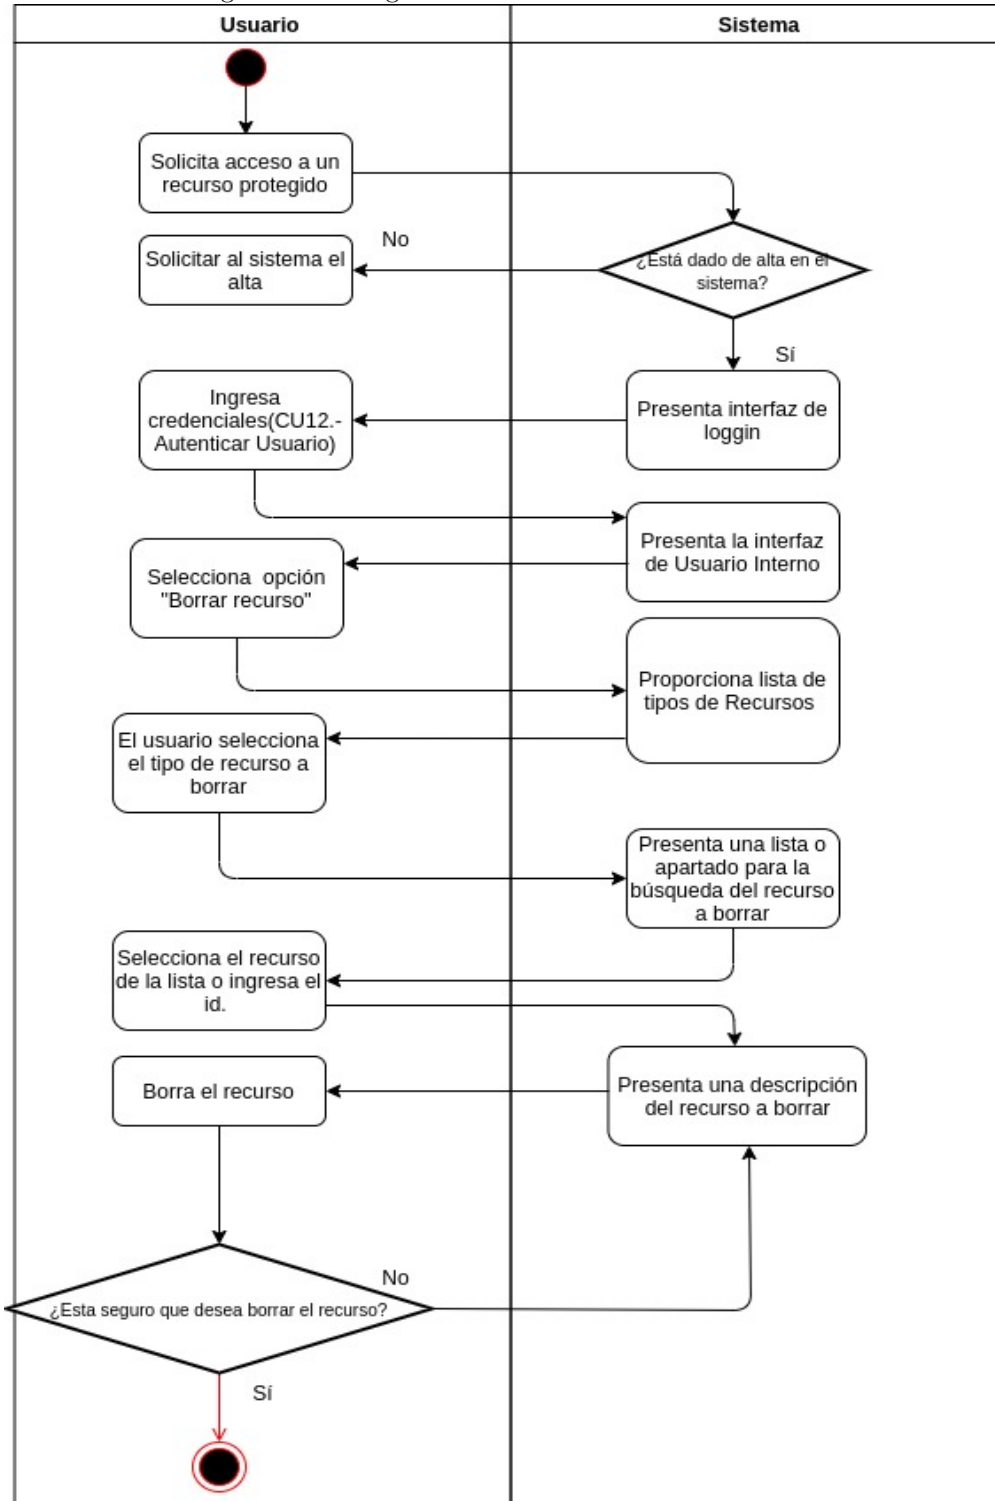 Usuario
Sistema
Solicita acceso a un
recurso protegido
No
Solicitar al sistema el
alta
¿Está dado de alta en el
sistema?
Sí
Ingresa
credenciales(CU12.-
Autenticar Usuario)
Presenta interfaz de
loggin
Presenta la interfaz
de Usuario Interno
Selecciona opción
"Borrar recurso"
Proporciona lista de
tipos de Recursos
El usuario selecciona
el tipo de recurso a
borrar
Presenta una lista o
apartado para la
búsqueda del recurso
a borrar
Selecciona el recurso
de la lista o ingresa el
id.
Borra el recurso
Presenta una descripción
del recurso a borrar
No
¿Esta seguro que desea borrar el recurso?
Sí